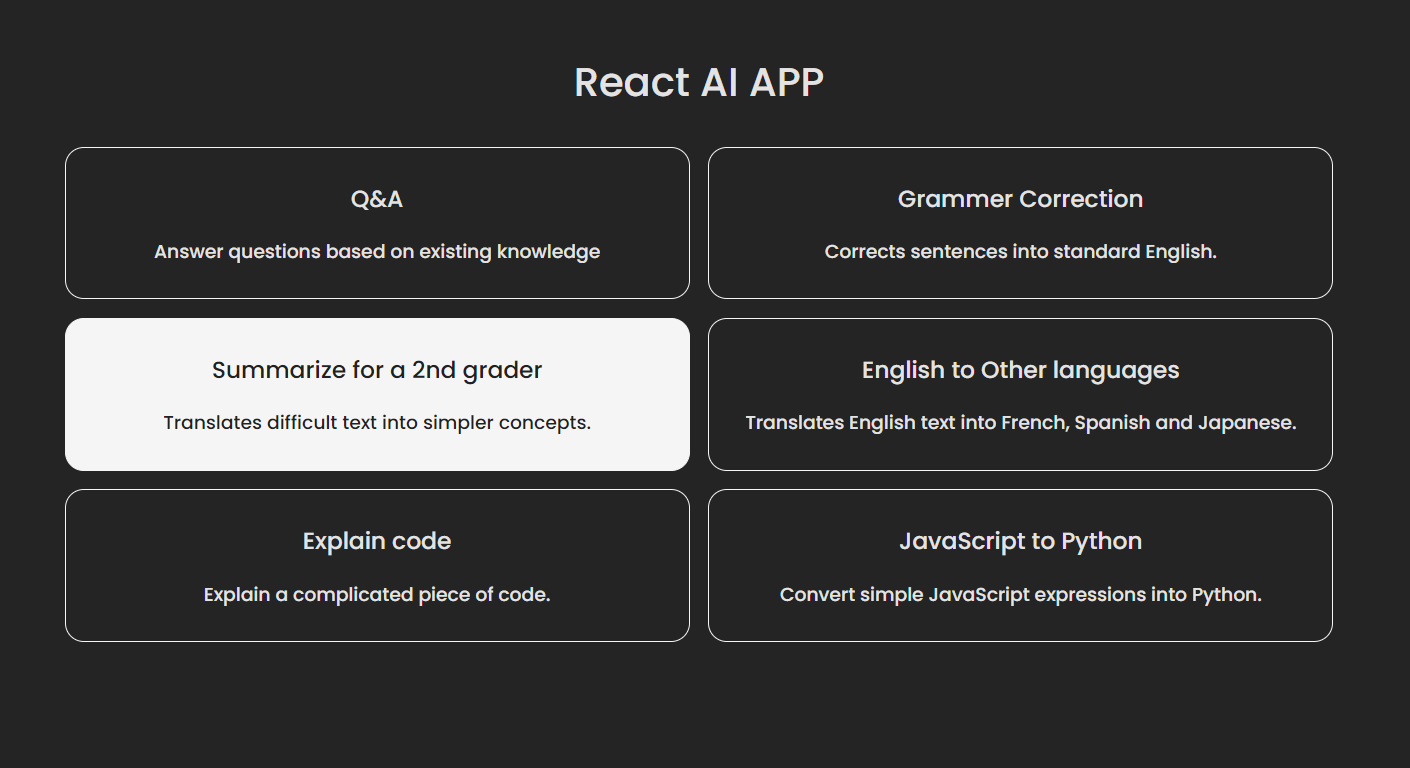 React AI APP
Q&A
Answer questions based on existing knowledge
Grammer Correction
Corrects sentences into standard English.
Summarize for a 2nd grader
Translates difficult text into simpler concepts.
English to Other languages
Translates English text into French, Spanish and Japanese.
Explain code
Explain a complicated piece of code.
JavaScript to Python
Convert simple JavaScript expressions into Python.